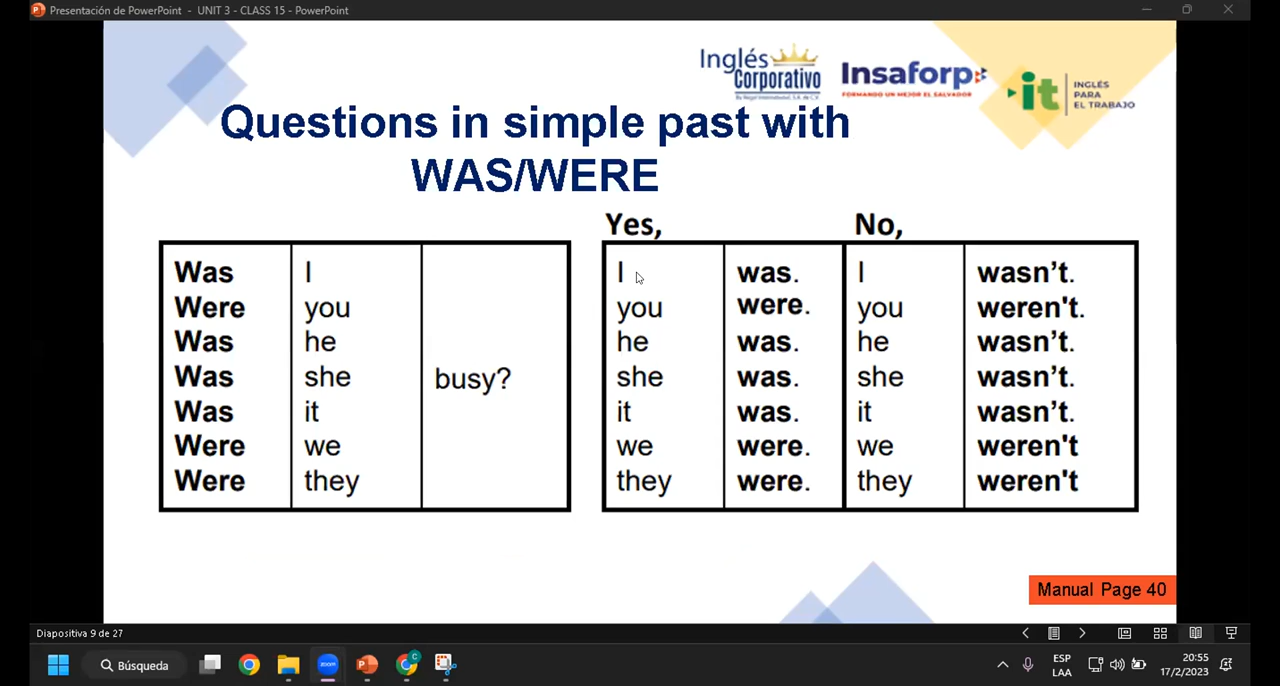 Presentación de PowerPoint - UNIT 3 - CLASS 15 - PowerPoint
Inglés
Corporativo
Insaforp
FORMANDO UN MEJOR EL SALVADOR
it
INGLÉS
PARA
EL TRABAJO
Questions in simple past with
WAS/WERE
Yes, No,
Was I busy? I was. I wasn’t.
Were you you were. you weren't.
Was he he was. he wasn’t.
Was she she was. she wasn’t.
Was it it was. it wasn’t.
Were we we were. we weren't
Were they they were. they weren't
Manual Page 40
Diapositiva 9 de 27
Búsqueda
ESP
LAA
20:55
17/2/2023